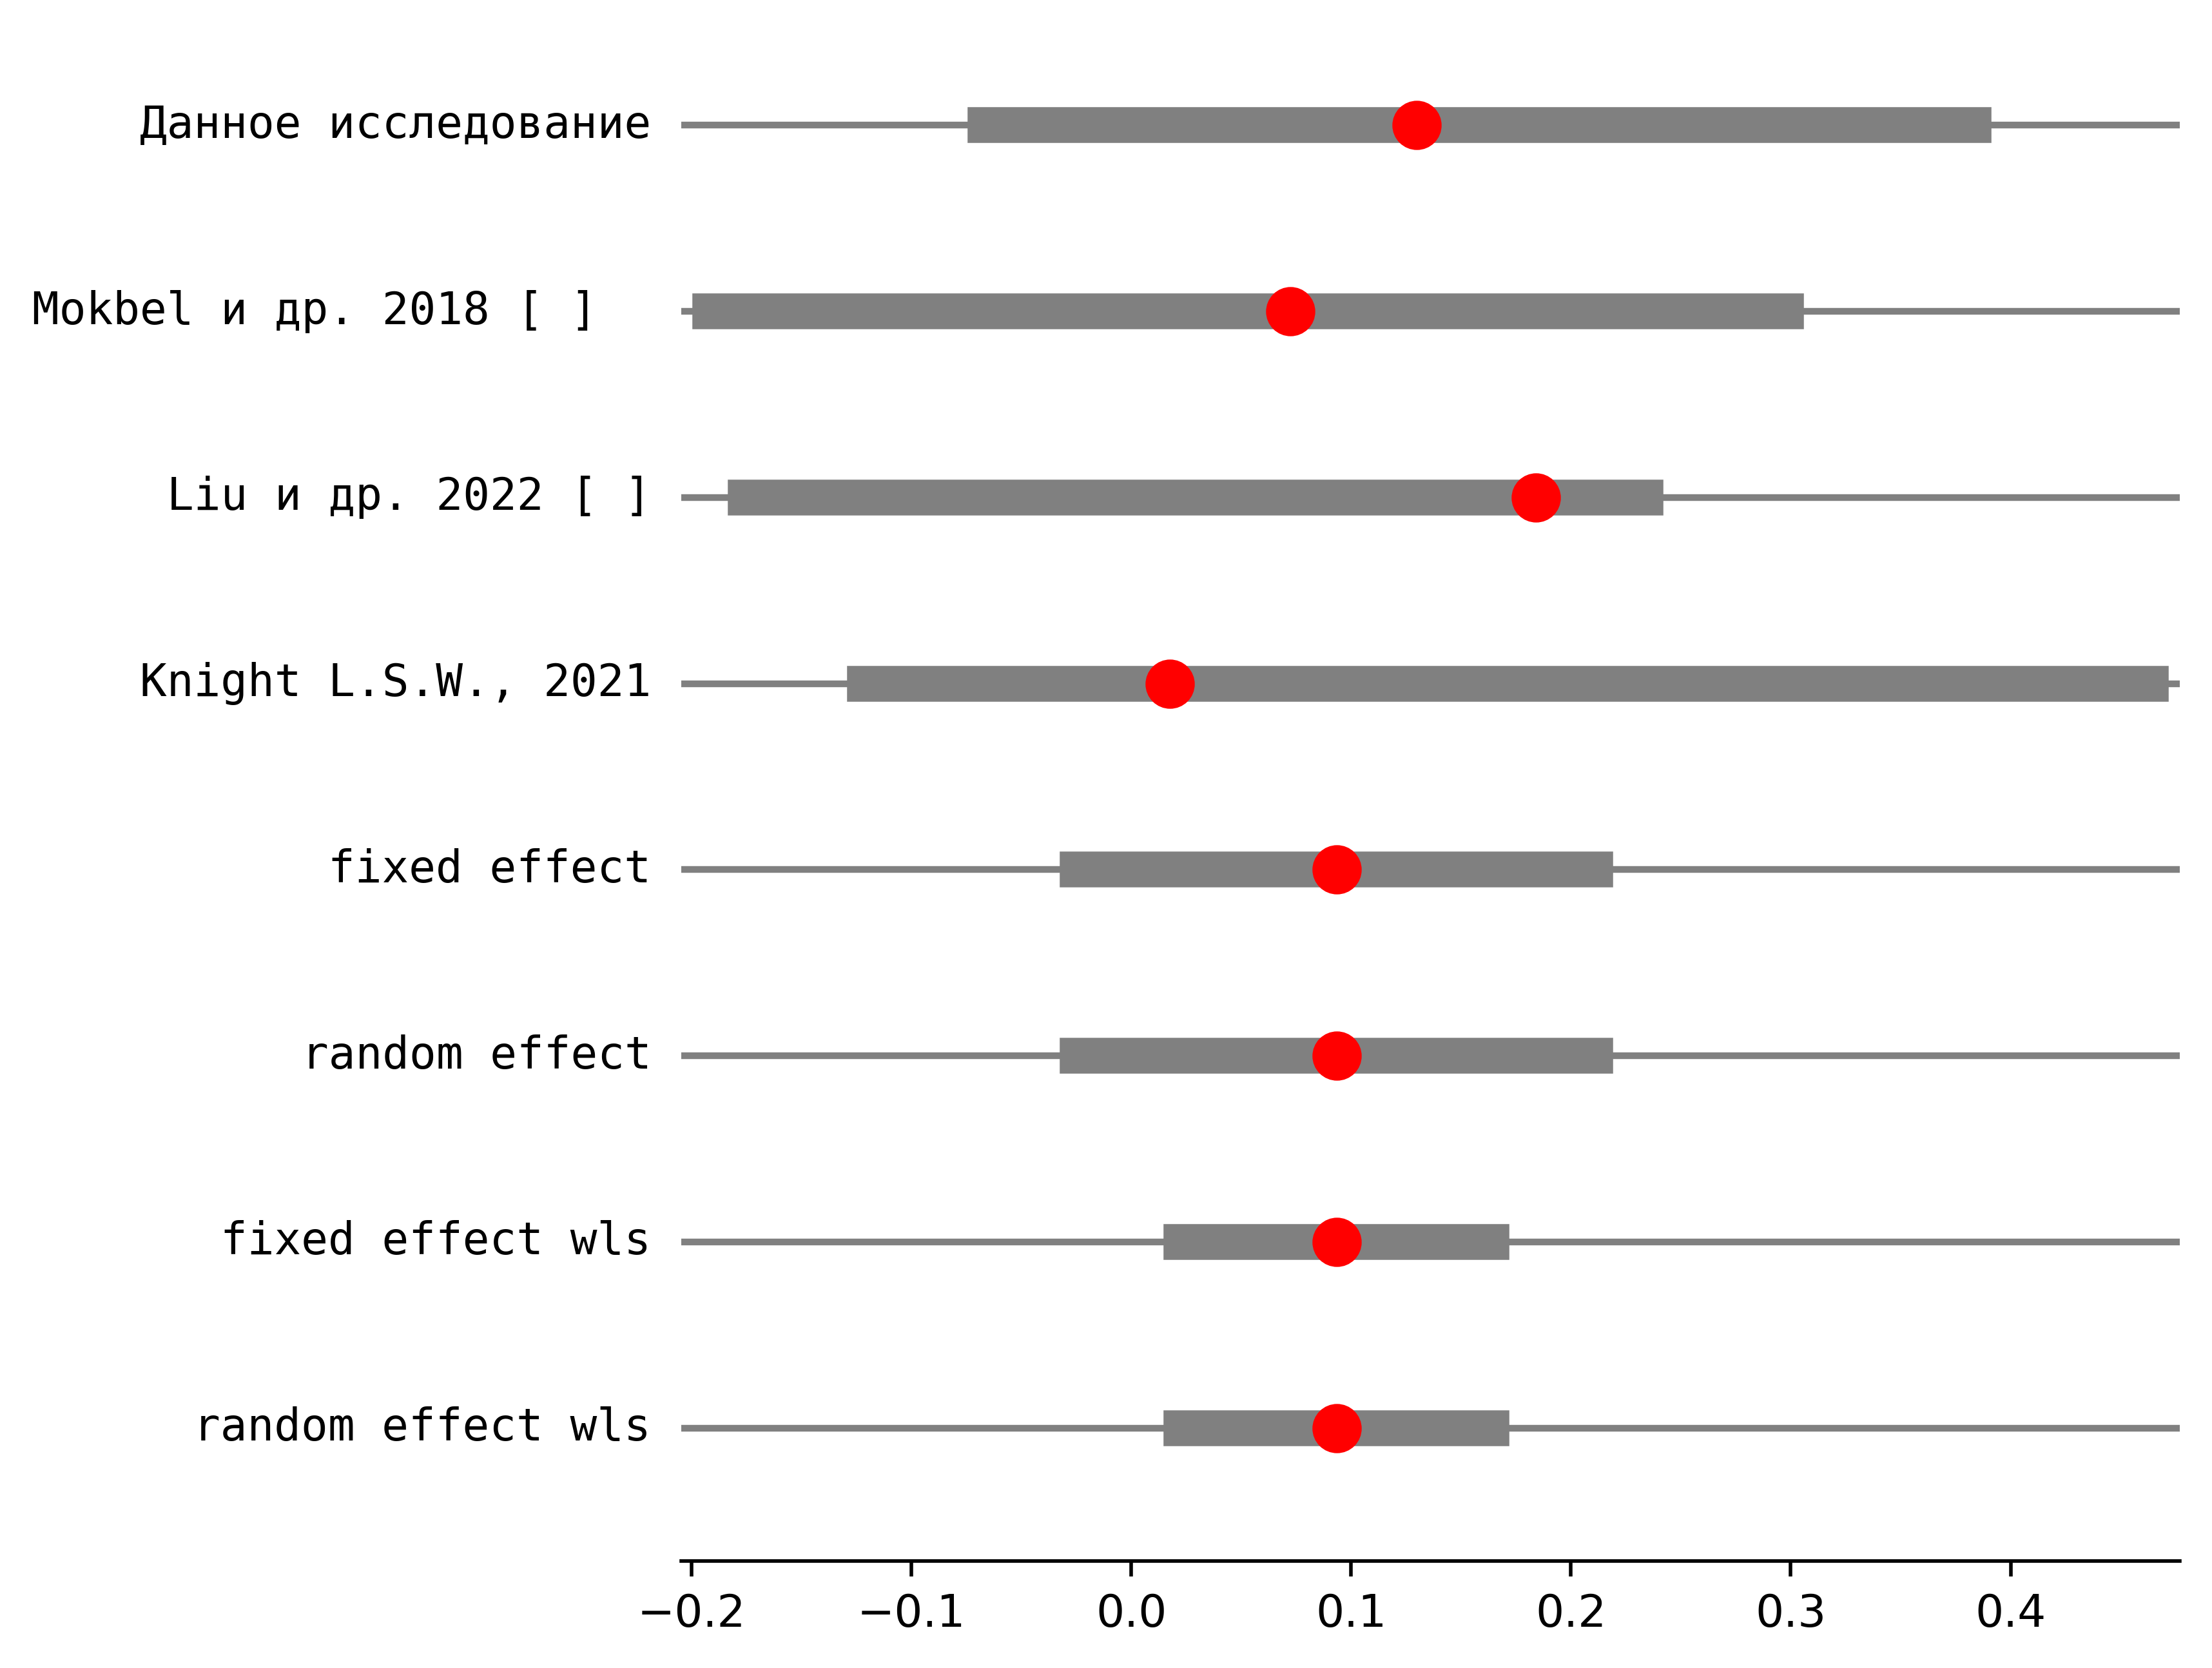 Данное исследование
Mokbel и др. 2018 [ ]
Liu и др. 2022 [ ]
Knight L.S.W., 2021
fixed effect
random effect
fixed effect wls
random effect wls
−0.2 −0.1 0.0 0.1 0.2 0.3 0.4